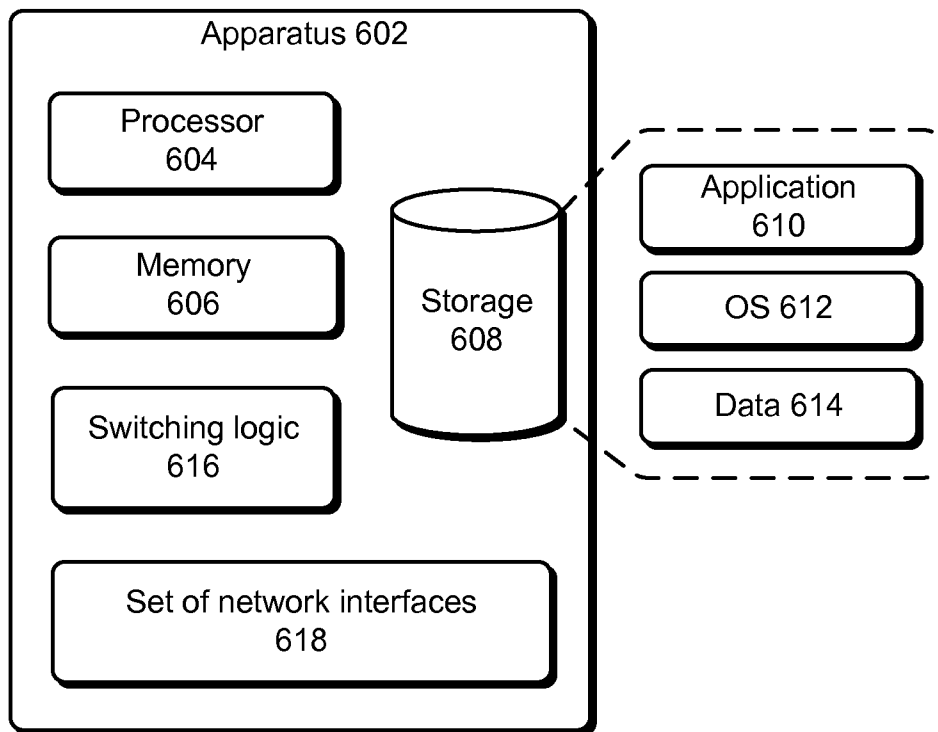 Apparatus 602
Processor
604
Memory
606
Switching logic
616
Set of network interfaces
618
Storage
608
Application
610
OS 612
Data 614